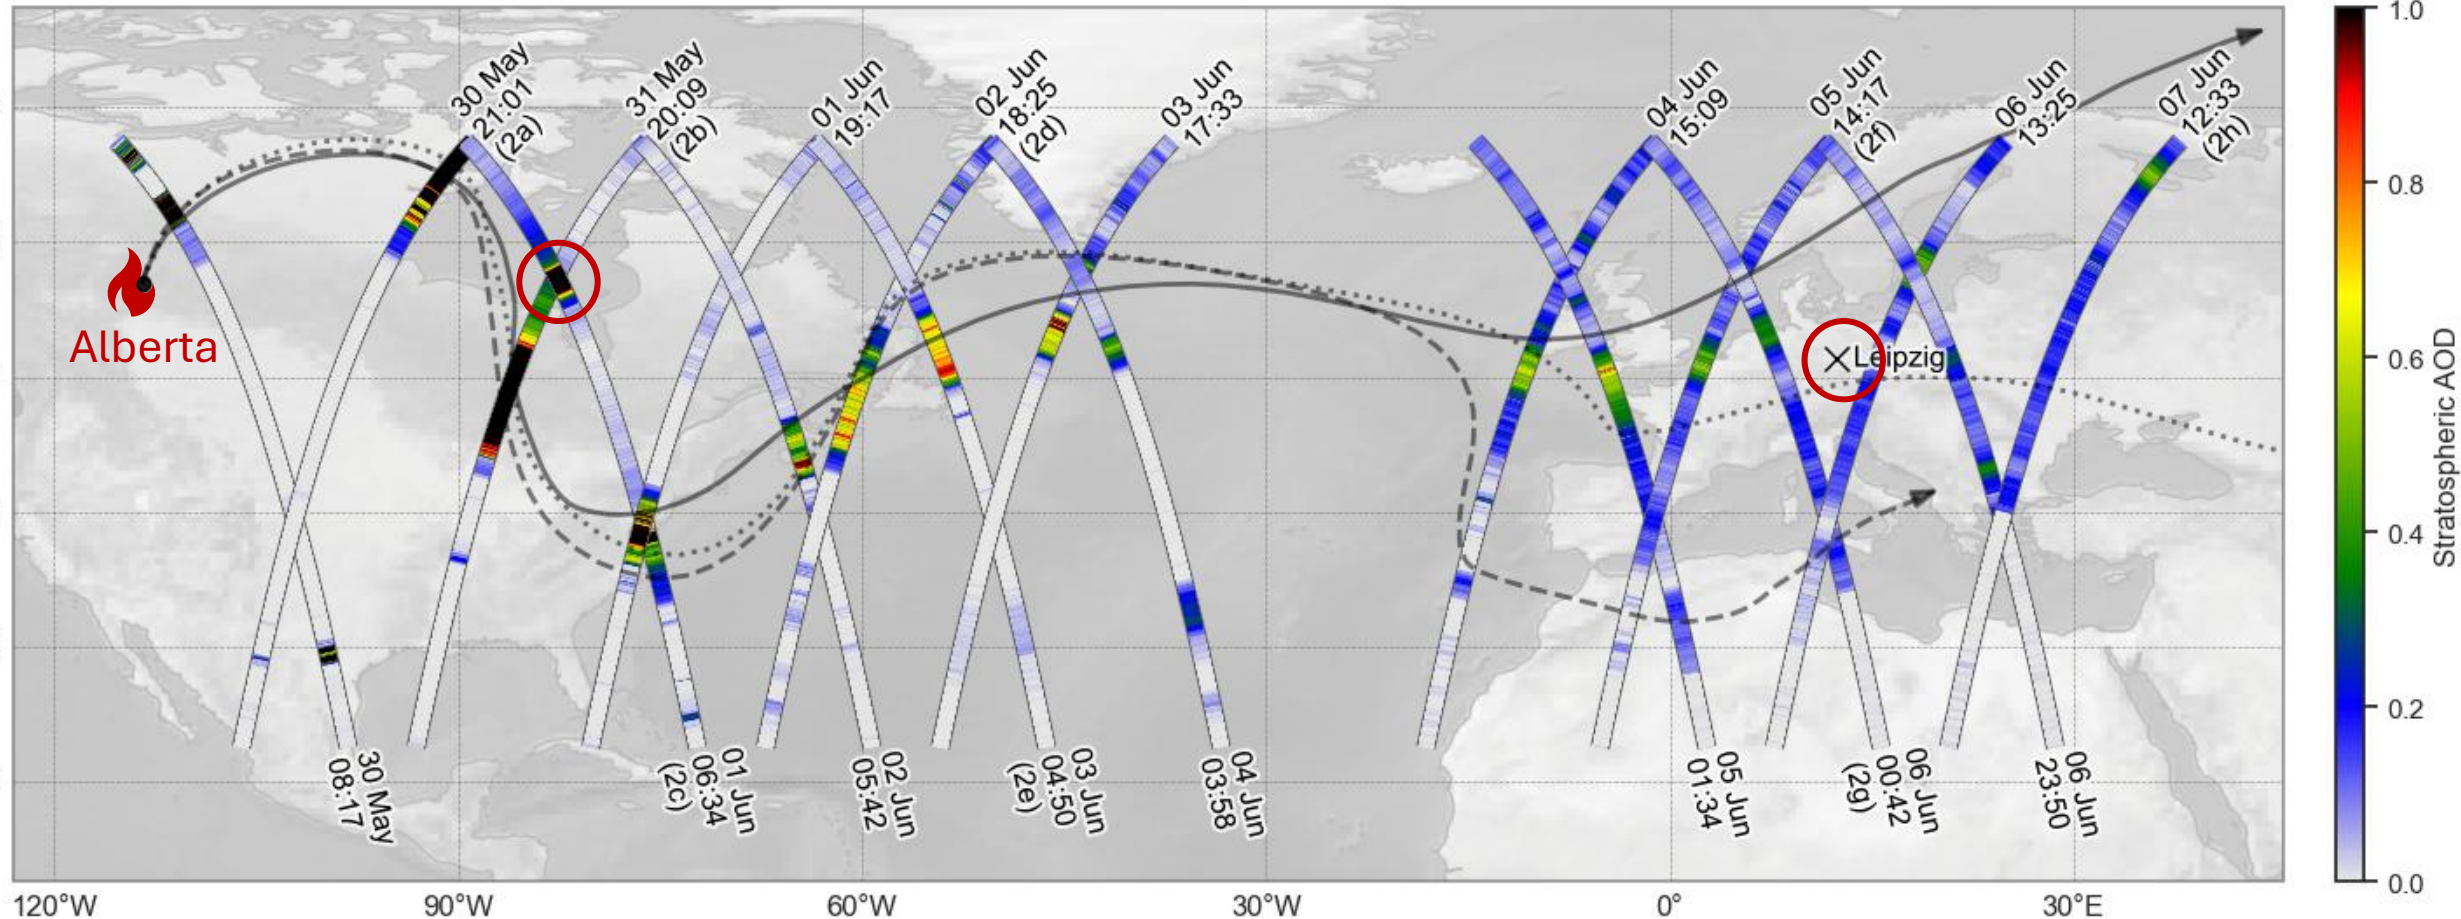 30 May
21:01
(2a)
31 May
20:09
(2b)
01 Jun
19:17
02 Jun
18:25
(2d)
03 Jun
17:33
04 Jun
15:09
05 Jun
14:17
(2f)
06 Jun
13:25
07 Jun
12:33
(2h)
Alberta
Leipzig
30 May
08:17
01 Jun
06:34
(2c)
02 Jun
05:42
03 Jun
04:50
(2e)
04 Jun
03:58
05 Jun
01:34
06 Jun
00:42
(2g)
06 Jun
23:50
120°W
90°W
60°W
30°W
0°
30°E
1.0
0.8
0.6
0.4
0.2
0.0
Stratospheric AOD